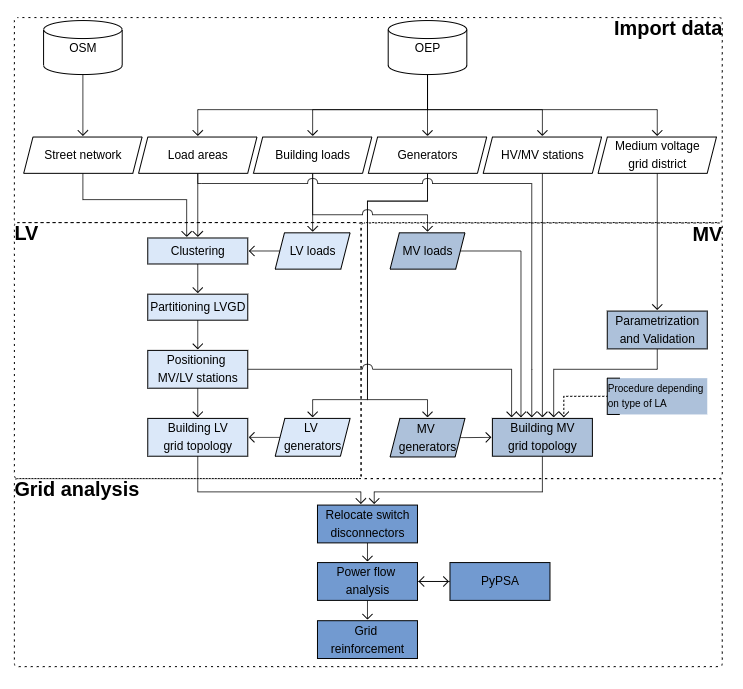 Import data
OSM
OEP
Street network
Load areas
Building loads
Generators
HV/MV stations
Medium voltage
grid district
LV
MV
Clustering
LV loads
MV loads
Partitioning LVGD
Parametrization
and Validation
Positioning
MV/LV stations
Procedure depending
on type of LA
Building LV
grid topology
LV
generators
MV
generators
Building MV
grid topology
Grid analysis
Relocate switch
disconnectors
Power flow
analysis
PyPSA
Grid
reinforcement